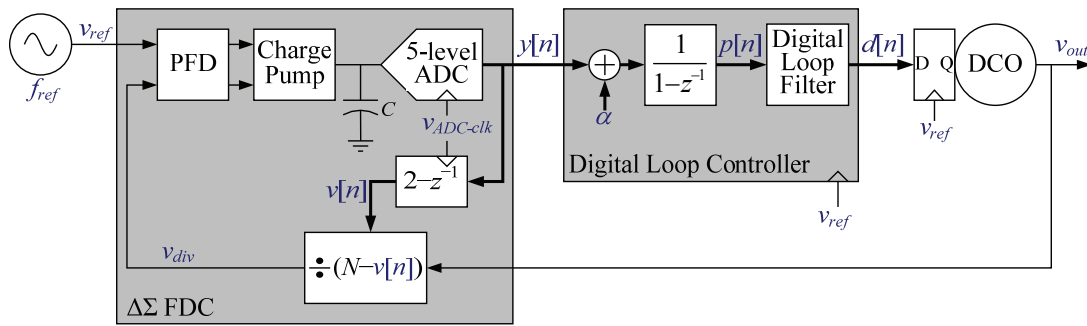 v_ref
f_ref
PFD
Charge
Pump
C
5-level
ADC
v_ADC-clk
2−z⁻¹
v[n]
÷(N−v[n])
v_div
ΔΣ FDC
y[n]
+
α
1
1−z⁻¹
p[n]
Digital
Loop
Filter
Digital Loop Controller
v_ref
d[n]
D Q
v_ref
DCO
v_out